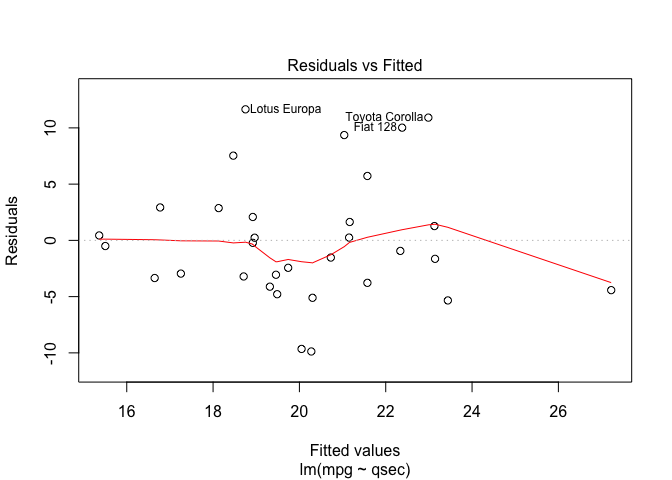 Residuals vs Fitted
Residuals
10
5
0
-5
-10
Lotus Europa
Toyota Corolla
Fiat 128
16 18 20 22 24 26
Fitted values
lm(mpg ~ qsec)